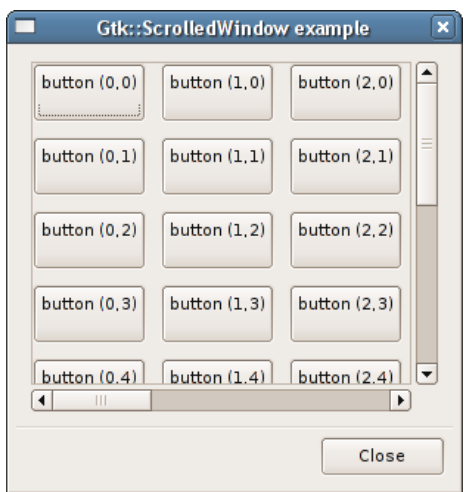 Gtk::ScrolledWindow example
button (0,0) button (1,0) button (2,0)
button (0,1) button (1,1) button (2,1)
button (0,2) button (1,2) button (2,2)
button (0,3) button (1,3) button (2,3)
button (0,4) button (1,4) button (2,4)
Close